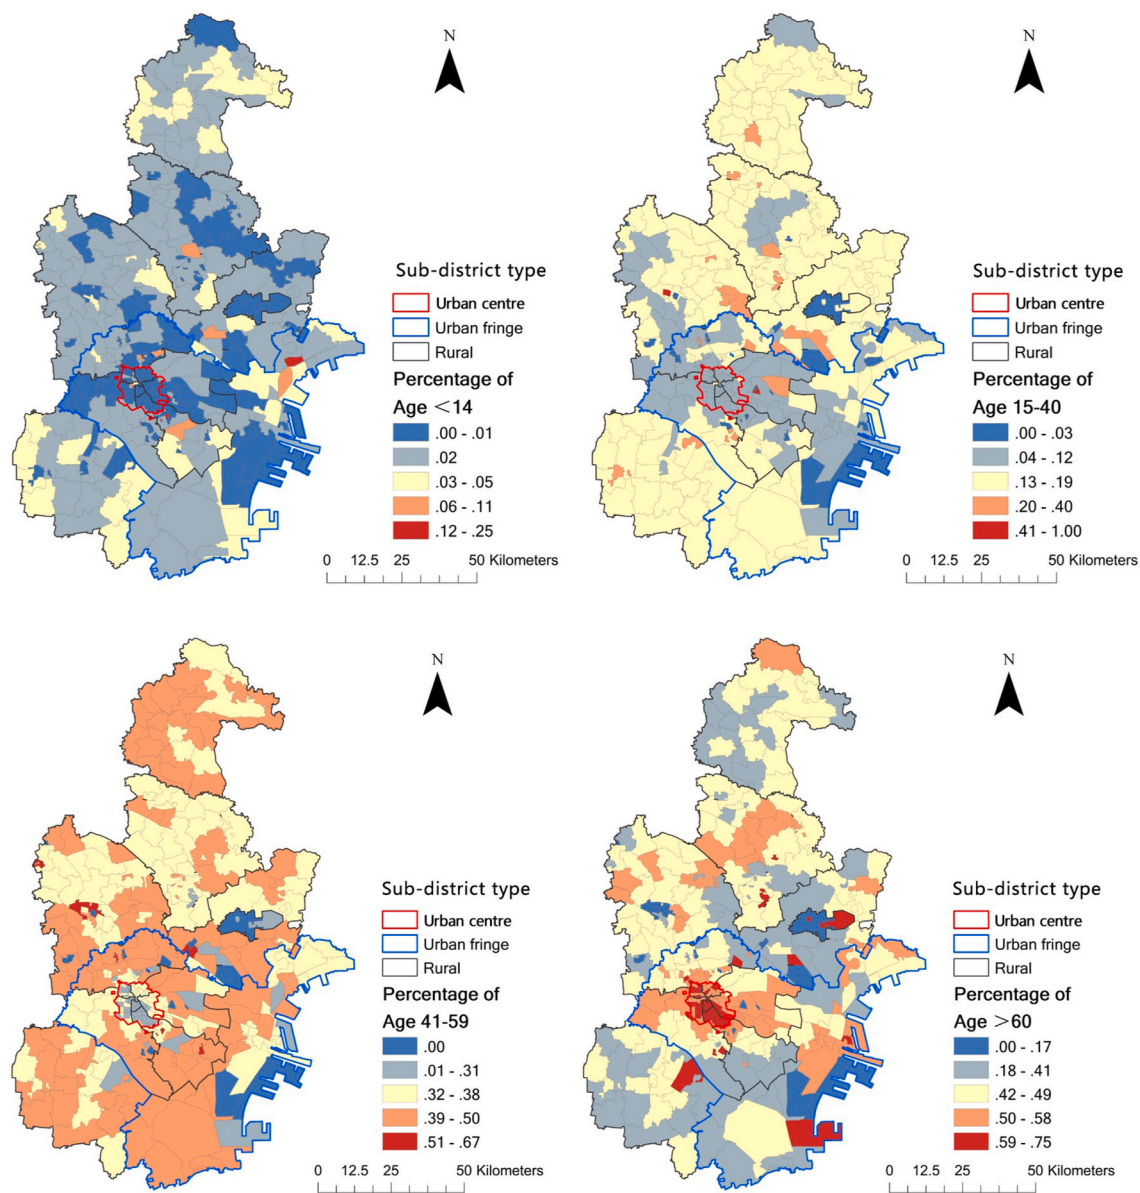 N
Sub-district type
Urban centre
Urban fringe
Rural
Percentage of
Age <14
.00 - .01
.02
.03 - .05
.06 - .11
.12 - .25
0 12.5 25 50 Kilometers
N
Sub-district type
Urban centre
Urban fringe
Rural
Percentage of
Age 15-40
.00 - .03
.04 - .12
.13 - .19
.20 - .40
.41 - 1.00
0 12.5 25 50 Kilometers
N
Sub-district type
Urban centre
Urban fringe
Rural
Percentage of
Age 41-59
.00
.01 - .31
.32 - .38
.39 - .50
.51 - .67
0 12.5 25 50 Kilometers
N
Sub-district type
Urban centre
Urban fringe
Rural
Percentage of
Age >60
.00 - .17
.18 - .41
.42 - .49
.50 - .58
.59 - .75
0 12.5 25 50 Kilometers